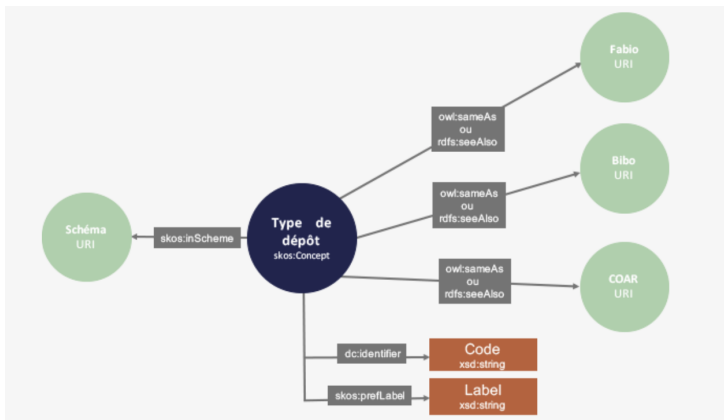 Fabio
URI
owl:sameAs
ou
rdfs:seeAlso
Bibo
URI
owl:sameAs
ou
rdfs:seeAlso
Schéma
URI
skos:inScheme
Type de
dépôt
skos:Concept
owl:sameAs
ou
rdfs:seeAlso
COAR
URI
dc:identifier
Code
xsd:string
skos:prefLabel
Label
xsd:string